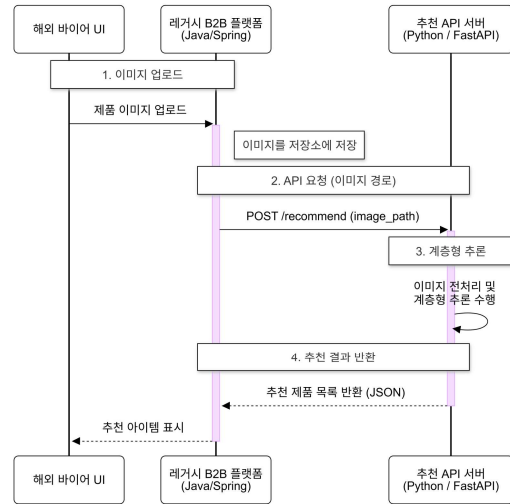 해외 바이어 UI
레거시 B2B 플랫폼
(Java/Spring)
추천 API 서버
(Python / FastAPI)
1. 이미지 업로드
제품 이미지 업로드
이미지를 저장소에 저장
2. API 요청 (이미지 경로)
POST /recommend (image_path)
3. 계층형 추론
이미지 전처리 및
계층형 추론 수행
4. 추천 결과 반환
추천 제품 목록 반환 (JSON)
추천 아이템 표시
해외 바이어 UI
레거시 B2B 플랫폼
(Java/Spring)
추천 API 서버
(Python / FastAPI)